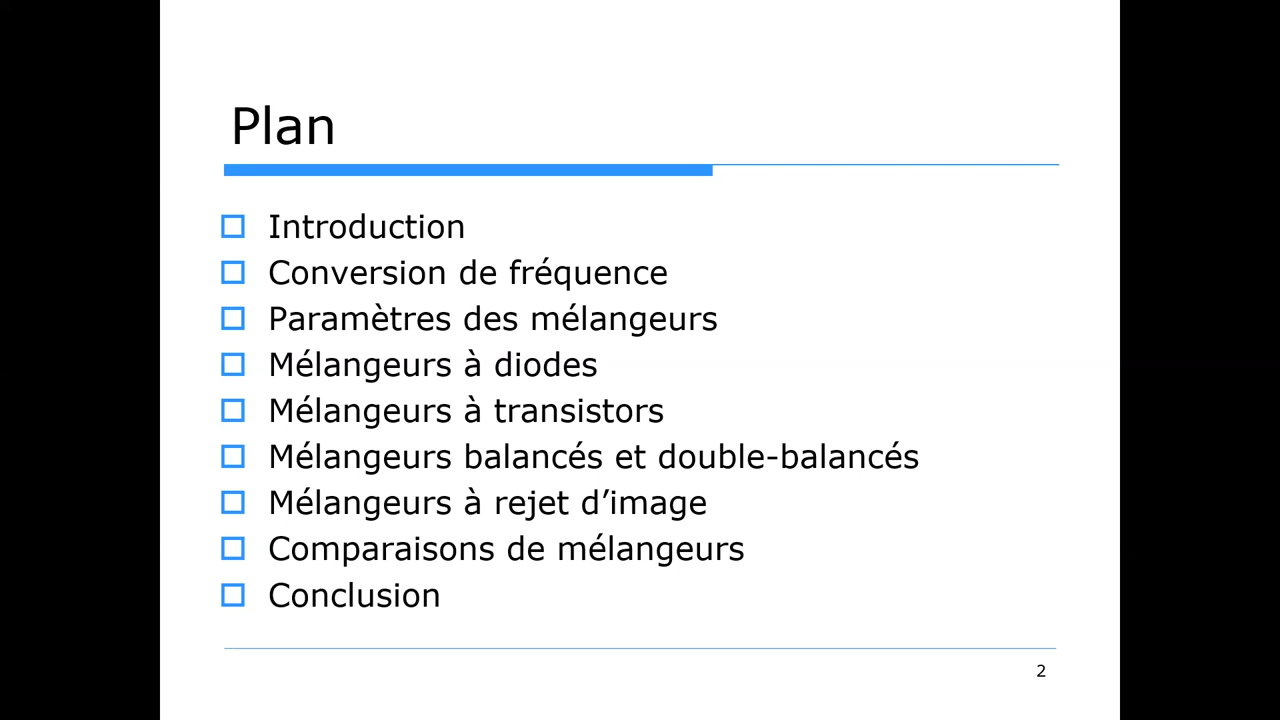 Plan
Introduction
Conversion de fréquence
Paramètres des mélangeurs
Mélangeurs à diodes
Mélangeurs à transistors
Mélangeurs balancés et double-balancés
Mélangeurs à rejet d’image
Comparaisons de mélangeurs
Conclusion
2